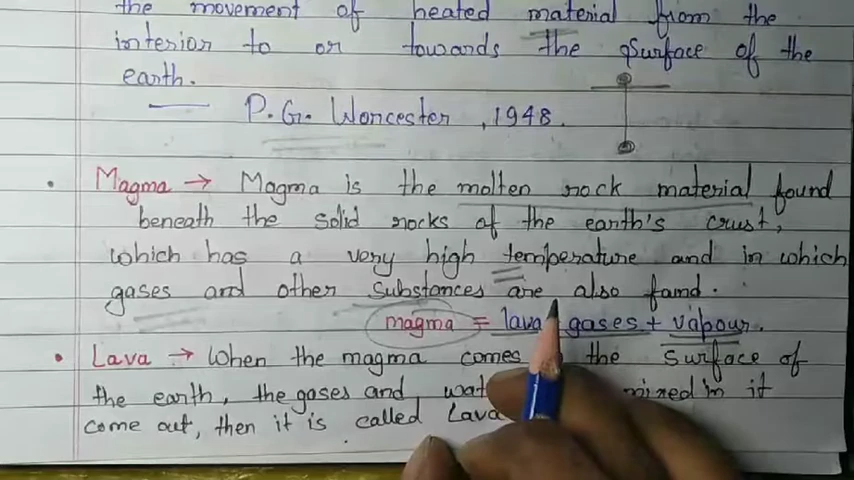 the movement of heated material from the
interior to or towards the surface of the
earth.
P.G. Worcester, 1948.
• Magma → Magma is the molten rock material found
beneath the solid rocks of the earth's crust,
which has a very high temperature and in which
gases and other substances are also fand.
magma = lava gases + vapour.
• Lava → When the magma comes the surface of
the earth, the gases and mixed in it
come out, then it is called Lava